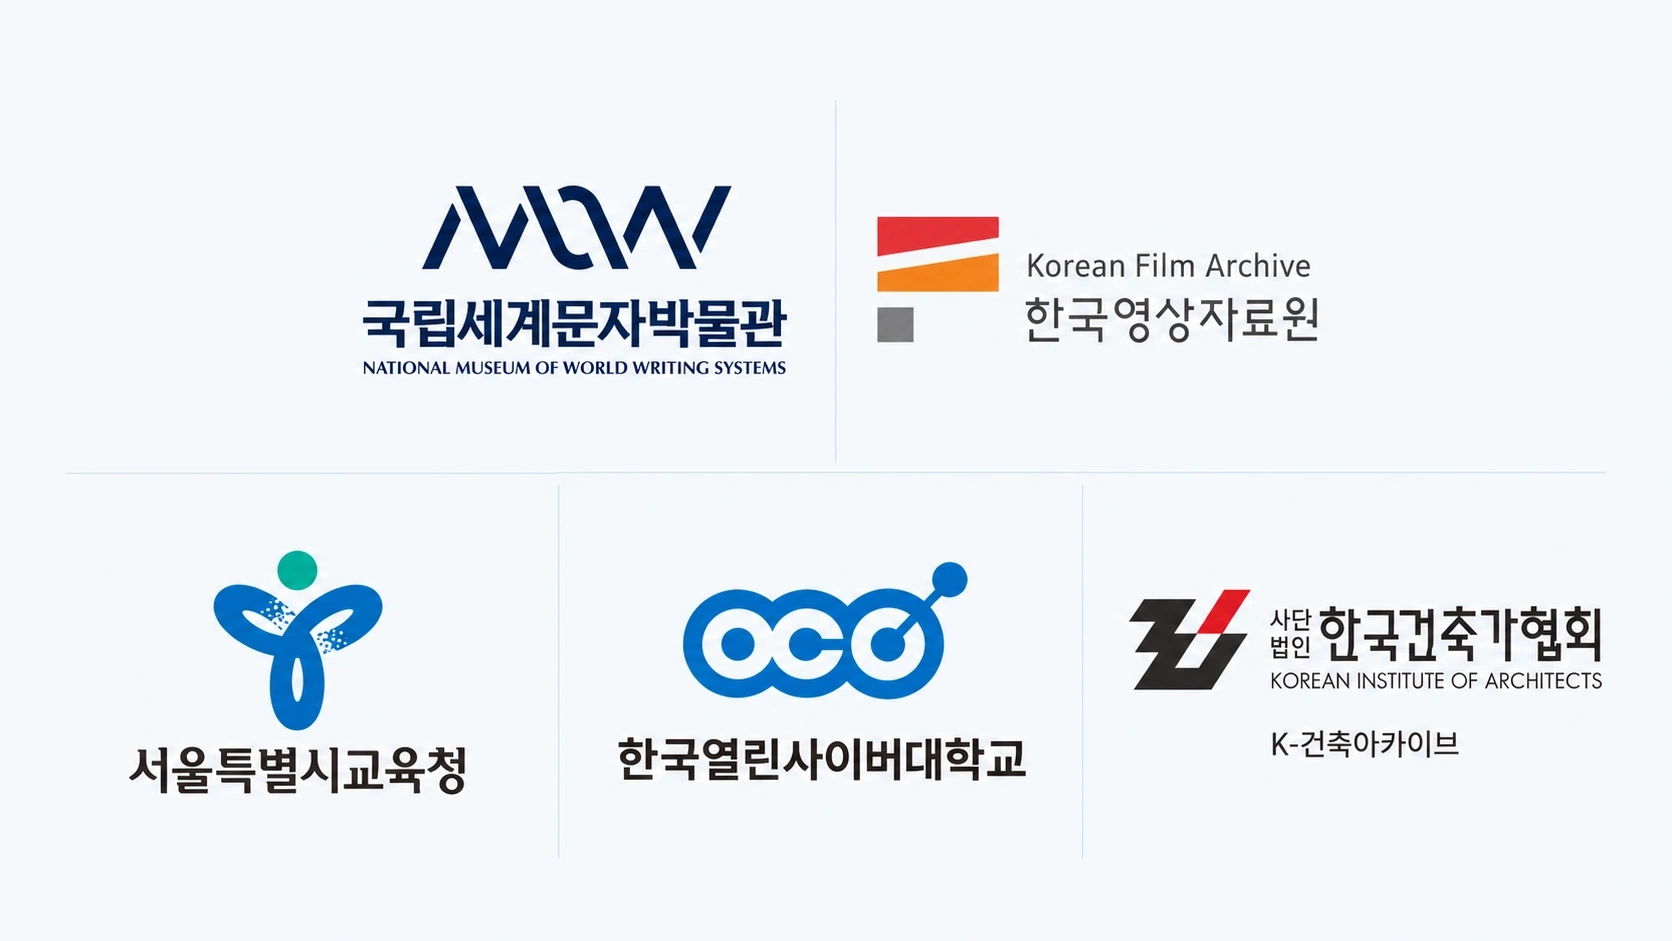 MOW
국립세계문자박물관
NATIONAL MUSEUM OF WORLD WRITING SYSTEMS
Korean Film Archive
한국영상자료원
서울특별시교육청
oco
한국열린사이버대학교
사단
법인
한국건축가협회
KOREAN INSTITUTE OF ARCHITECTS
K-건축아카이브